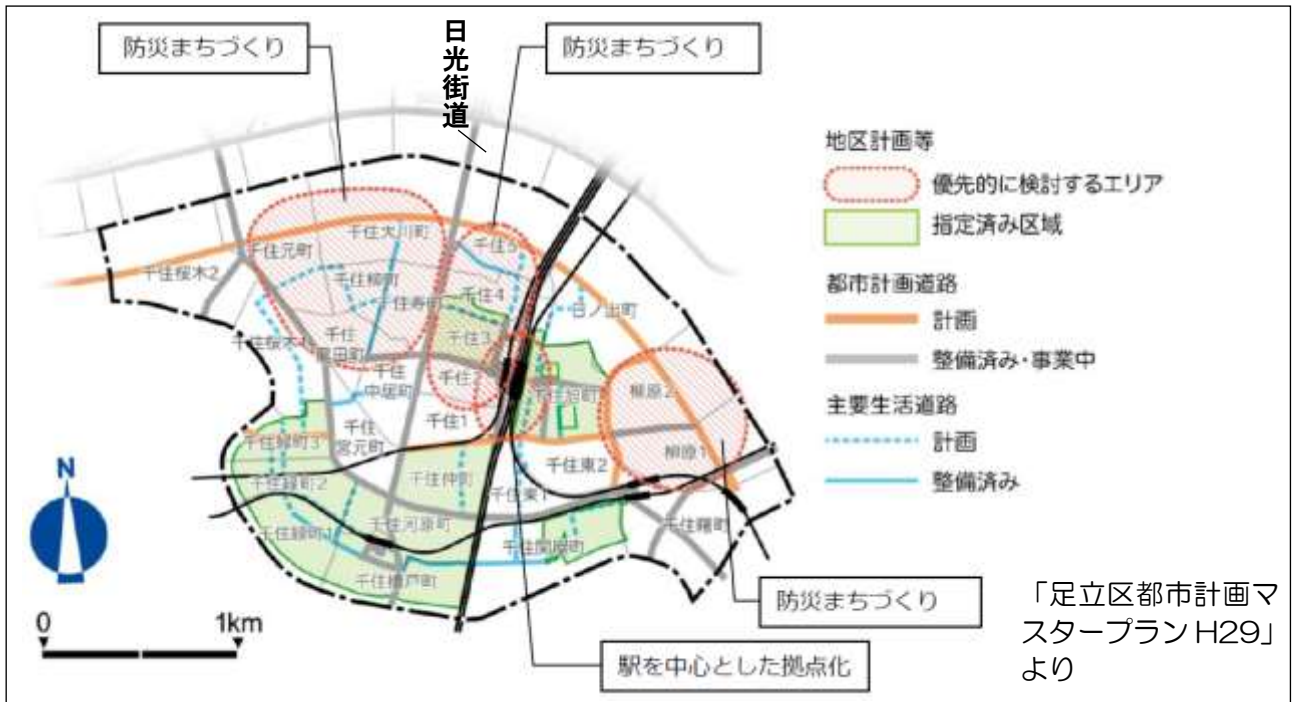 防災まちづくり
日光街道
防災まちづくり
地区計画等
優先的に検討するエリア
指定済み区域
都市計画道路
計画
整備済み・事業中
主要生活道路
計画
整備済み
千住大川町
千住元町
千住5
千住桜木2
千住柳町
千住4
千住寿町
日ノ出町
千住桜木1
千住3
千住
千住
中居町
千住2
千住旭町
柳原2
千住1
千住
宮元町
千住緑町3
柳原1
千住東2
千住仲町
千住緑町2
千住東1
千住緑町1
千住河原町
千住曙町
千住関屋町
千住橋戸町
N
0
1km
防災まちづくり
駅を中心とした拠点化
「足立区都市計画マ
スタープランH29」
より